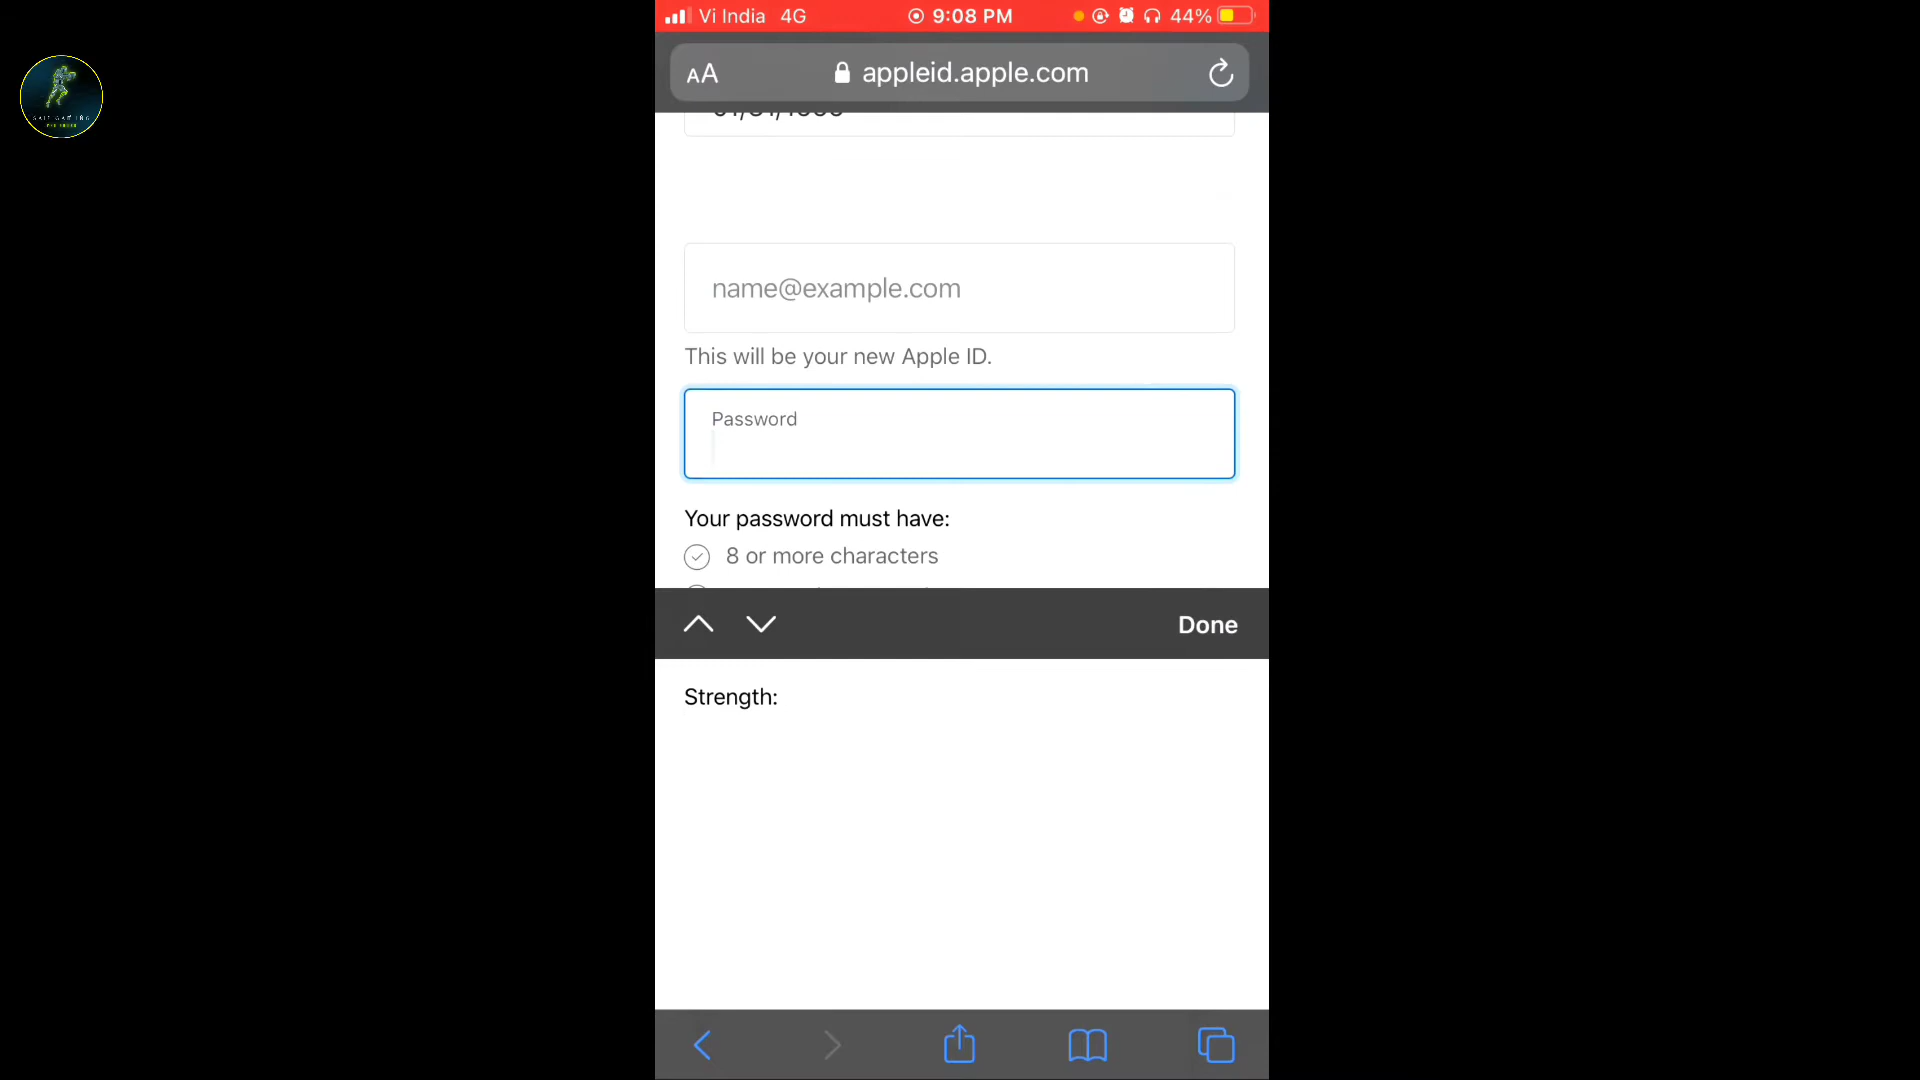 Vi India 4G 9:08 PM 44%
AA appleid.apple.com
name@example.com
This will be your new Apple ID.
Password
Your password must have:
8 or more characters
Done
Strength: